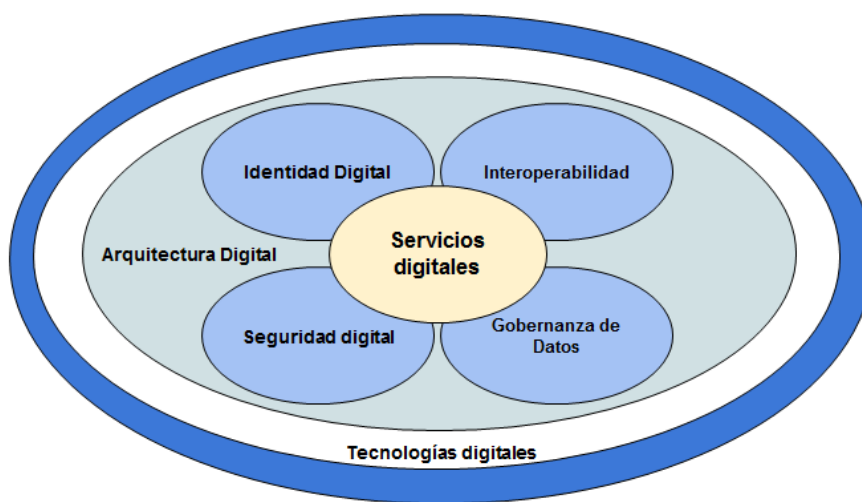 Identidad Digital
Interoperabilidad
Servicios
digitales
Arquitectura Digital
Seguridad digital
Gobernanza de
Datos
Tecnologías digitales